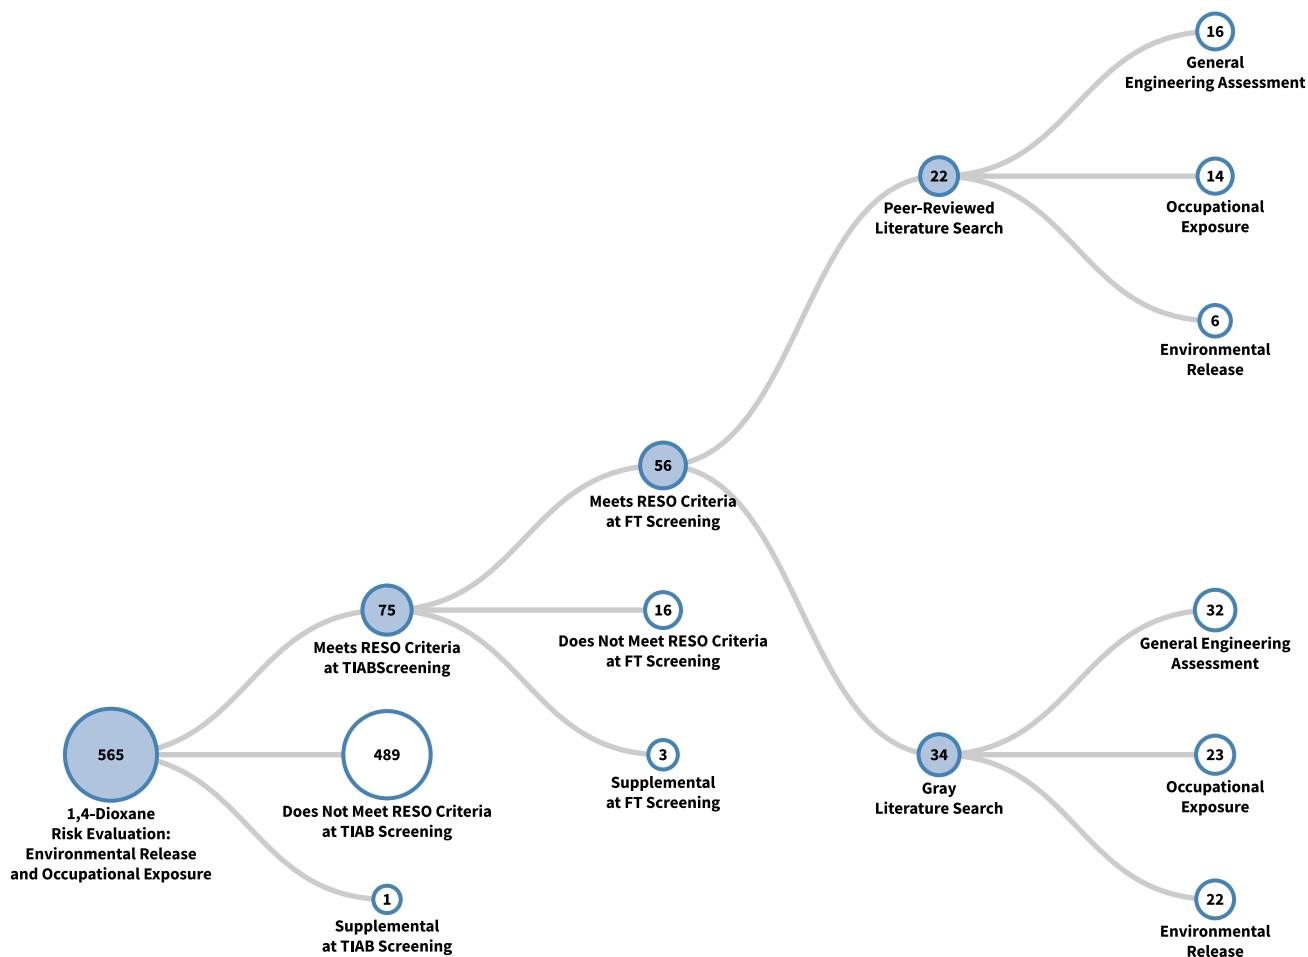 16
General
Engineering Assessment
22
Peer-Reviewed
Literature Search
14
Occupational
Exposure
6
Environmental
Release
56
Meets RESO Criteria
at FT Screening
75
Meets RESO Criteria
at TIABScreening
16
Does Not Meet RESO Criteria
at FT Screening
3
Supplemental
at FT Screening
565
1,4-Dioxane
Risk Evaluation:
Environmental Release
and Occupational Exposure
489
Does Not Meet RESO Criteria
at TIAB Screening
1
Supplemental
at TIAB Screening
34
Gray
Literature Search
32
General Engineering
Assessment
23
Occupational
Exposure
22
Environmental
Release